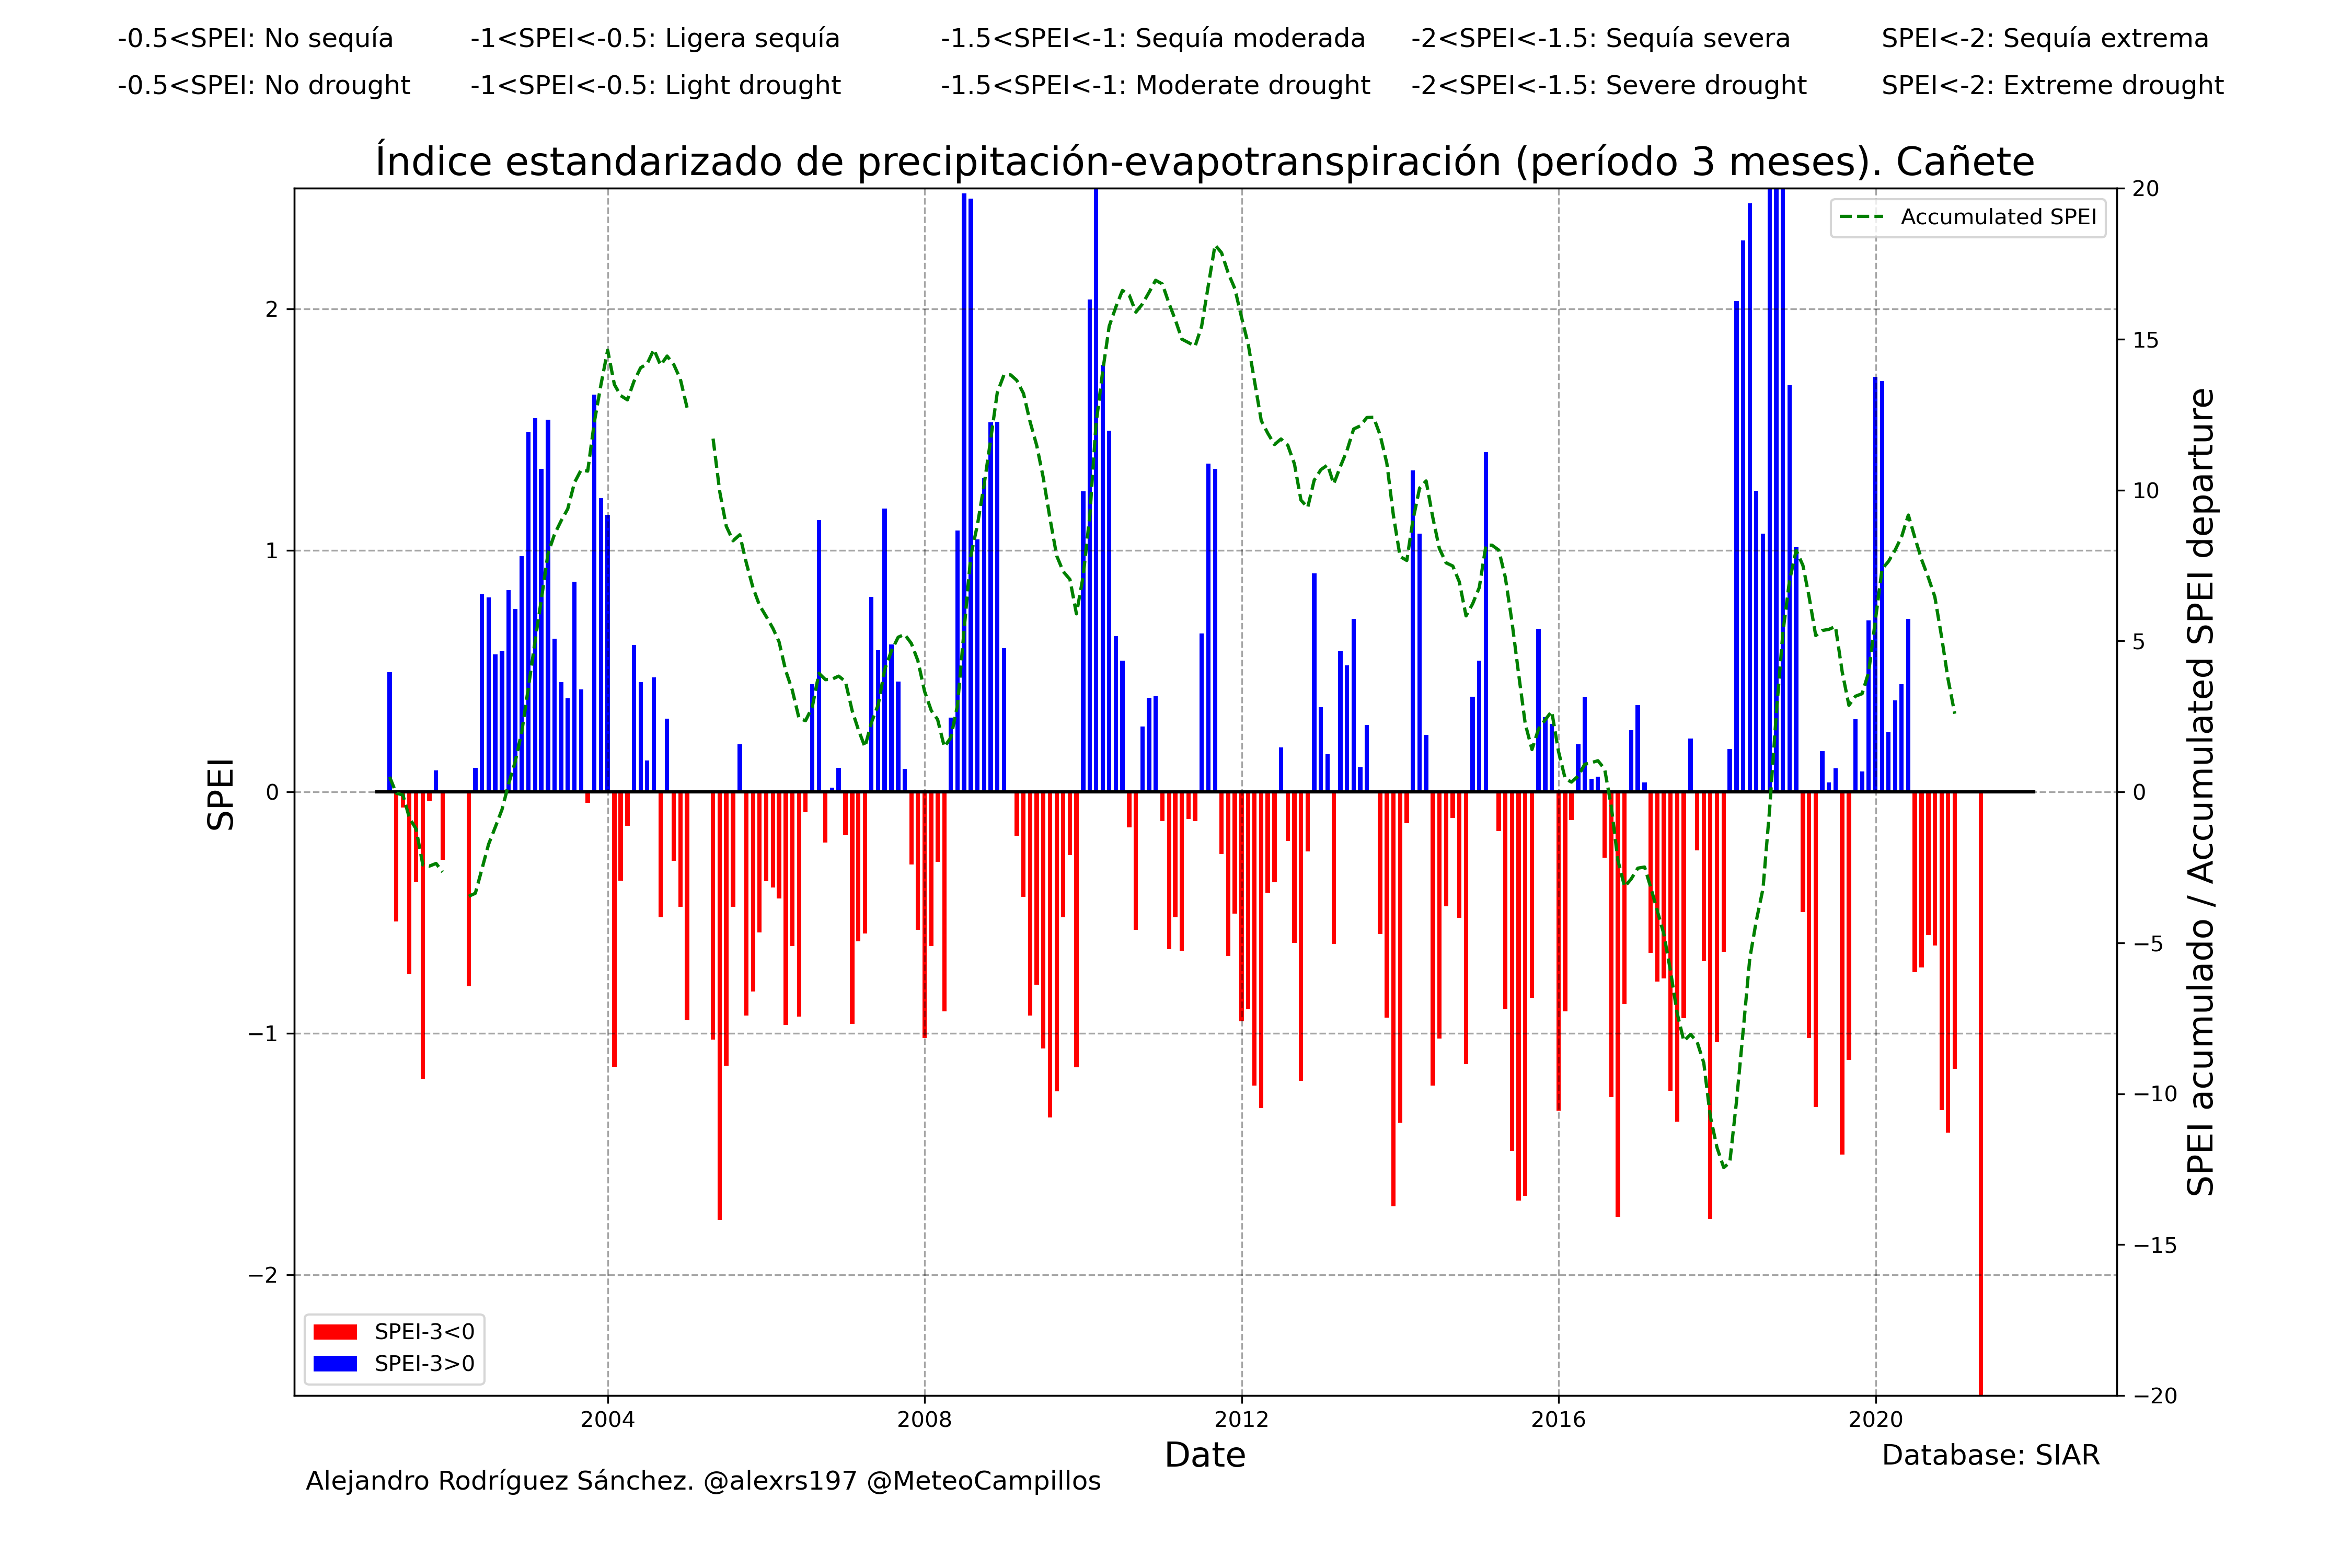 -0.5<SPEI: No sequía -1<SPEI<-0.5: Ligera sequía -1.5<SPEI<-1: Sequía moderada -2<SPEI<-1.5: Sequía severa SPEI<-2: Sequía extrema
-0.5<SPEI: No drought -1<SPEI<-0.5: Light drought -1.5<SPEI<-1: Moderate drought -2<SPEI<-1.5: Severe drought SPEI<-2: Extreme drought
Índice estandarizado de precipitación-evapotranspiración (período 3 meses). Cañete
Accumulated SPEI
SPEI
2
1
0
−1
−2
20
15
10
5
0
−5
−10
−15
−20
SPEI acumulado / Accumulated SPEI departure
SPEI-3<0
SPEI-3>0
2004 2008 2012 2016 2020
Date
Database: SIAR
Alejandro Rodríguez Sánchez. @alexrs197 @MeteoCampillos